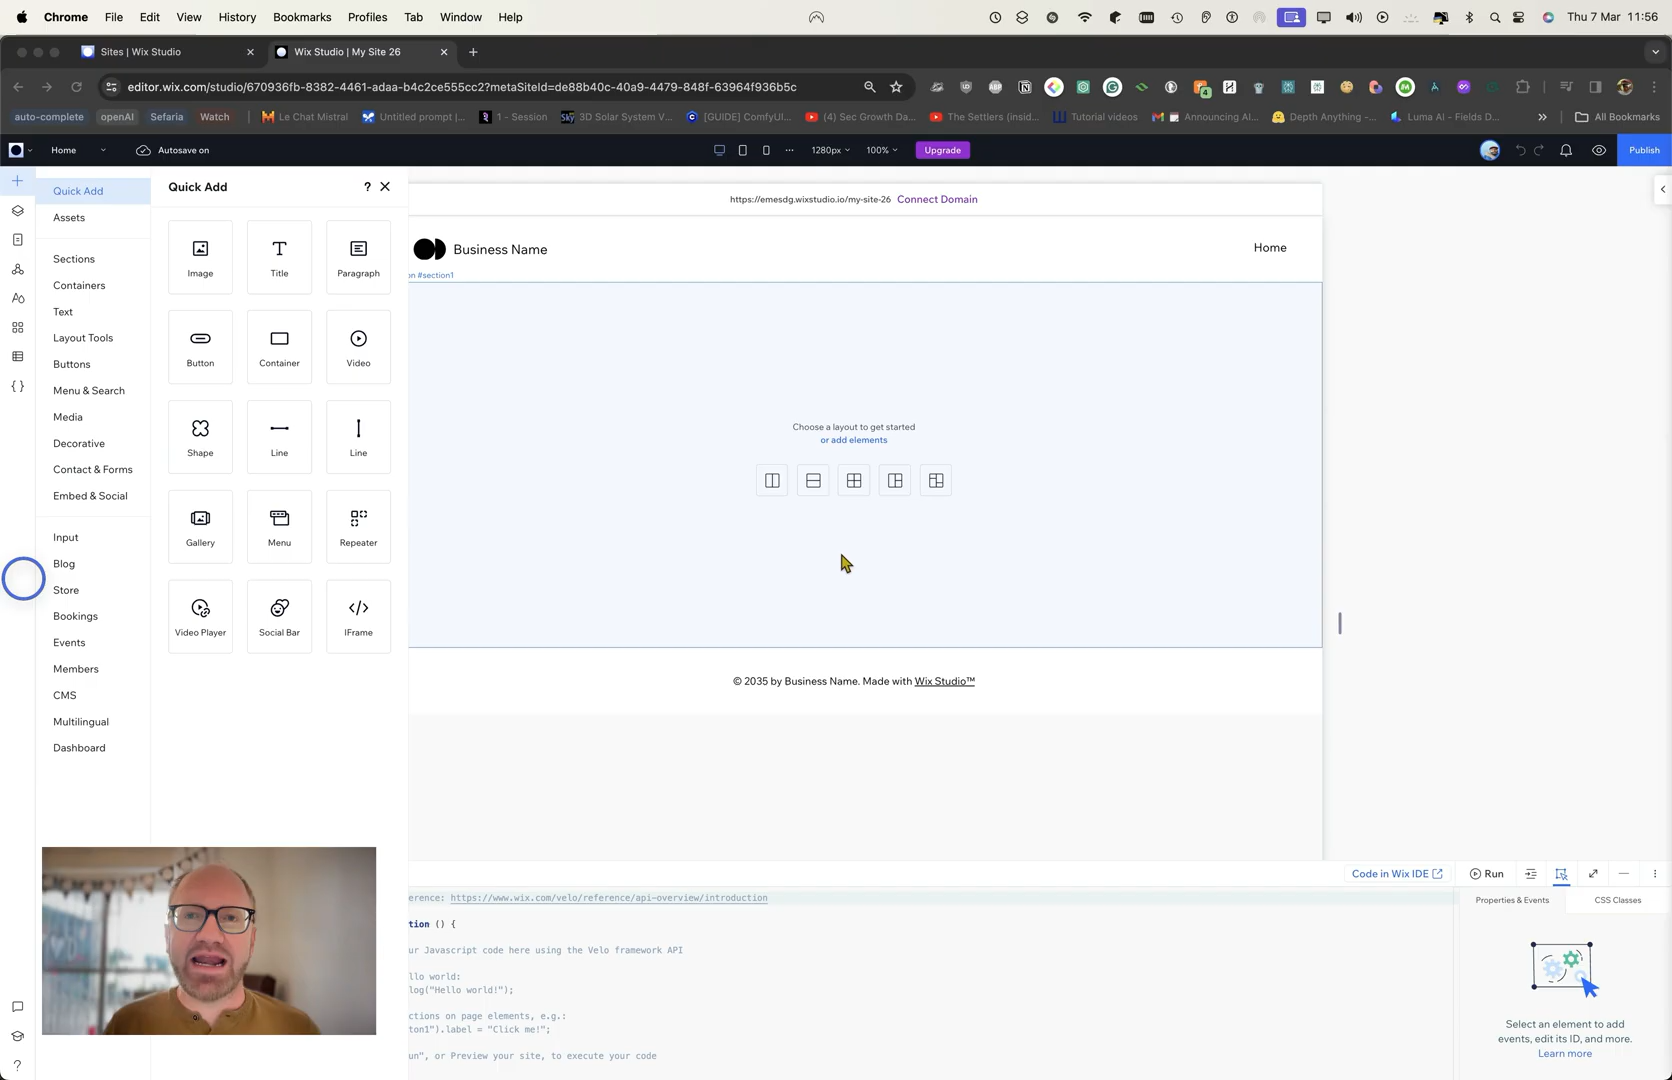 Chrome File Edit View History Bookmarks Profiles Tab Window Help Thu 7 Mar 11:56
Sites | Wix Studio
Wix Studio | My Site 26
editor.wix.com/studio/670936fb-8382-4461-adaa-b4c2ce555cc2?metaSiteId=de88b40c-40a9-4479-848f-63964f936b5c
auto-complete openAI Sefaria Watch Le Chat Mistral Untitled prompt |... 1 - Session 3D Solar System V... [GUIDE] ComfyUI... (4) Sec Growth Da... The Settlers (insid... Tutorial videos Announcing AI... Depth Anything -... Luma AI - Fields D... All Bookmarks
Home Autosave on 1280px 100% Upgrade Publish
Quick Add
Assets
Sections
Containers
Text
Layout Tools
Buttons
Menu & Search
Media
Decorative
Contact & Forms
Embed & Social
Input
Blog
Store
Bookings
Events
Members
CMS
Multilingual
Dashboard
Quick Add ?
Image Title Paragraph
Button Container Video
Shape Line Line
Gallery Menu Repeater
Video Player Social Bar IFrame
https://emesdg.wixstudio.io/my-site-26 Connect Domain
Business Name Home
on #section1
Choose a layout to get started
or add elements
© 2035 by Business Name. Made with Wix Studio™
Code in Wix IDE Run
erence: https://www.wix.com/velo/reference/api-overview/introduction
tion () {
ur Javascript code here using the Velo framework API
llo world:
log("Hello world!");
ctions on page elements, e.g.:
ton1").label = "Click me!";
un", or Preview your site, to execute your code
Properties & Events CSS Classes
Select an element to add
events, edit its ID, and more.
Learn more